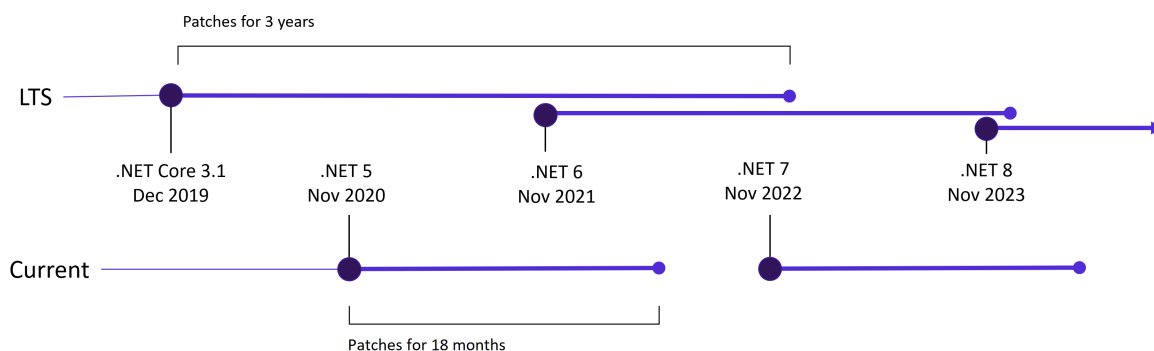 Patches for 3 years
LTS
.NET Core 3.1
Dec 2019
.NET 5
Nov 2020
.NET 6
Nov 2021
.NET 7
Nov 2022
.NET 8
Nov 2023
Current
Patches for 18 months